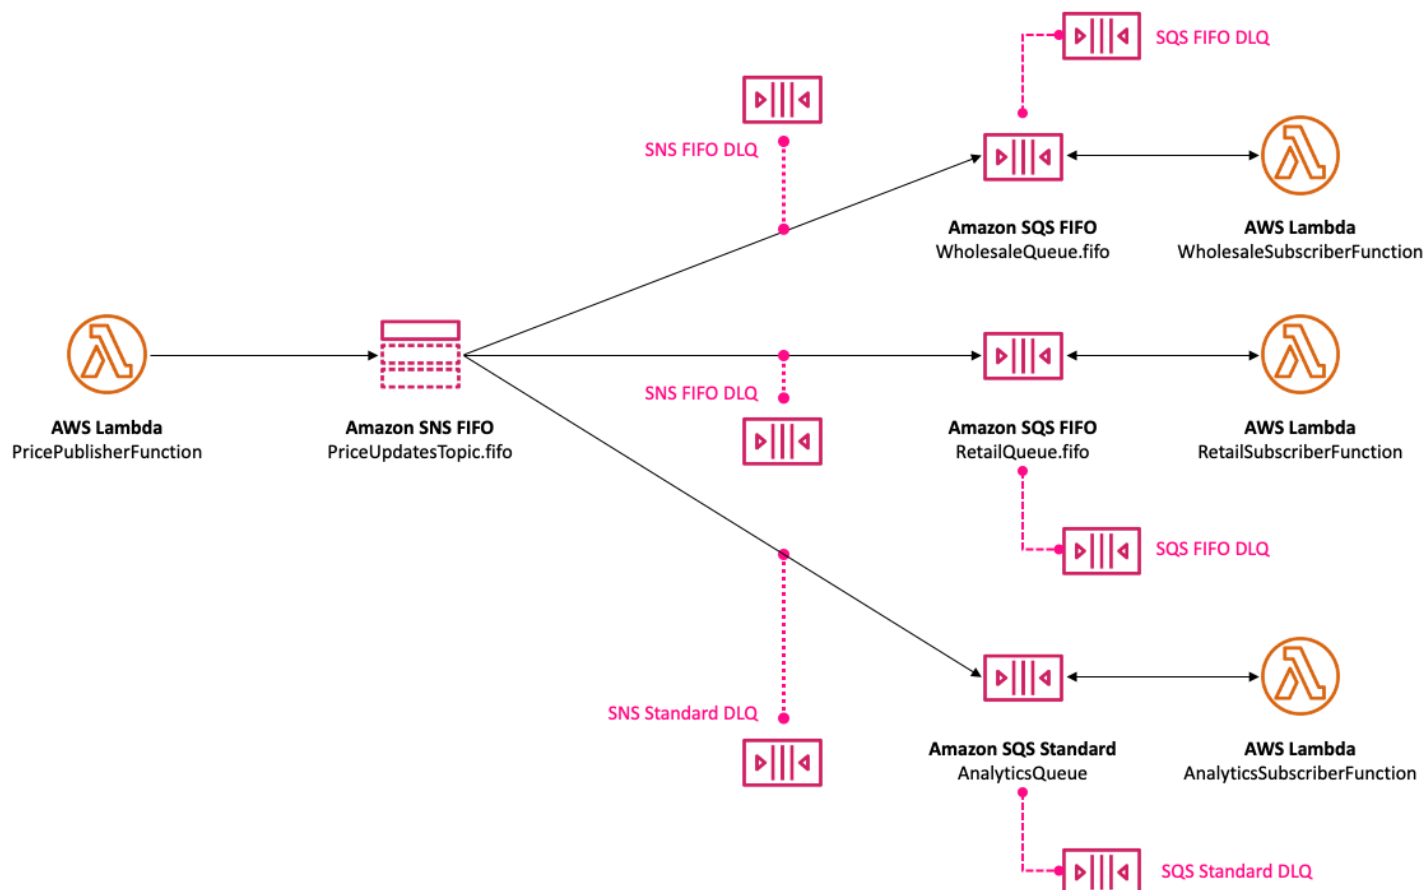 SQS FIFO DLQ
SNS FIFO DLQ
Amazon SQS FIFO
WholesaleQueue.fifo
AWS Lambda
WholesaleSubscriberFunction
AWS Lambda
PricePublisherFunction
Amazon SNS FIFO
PriceUpdatesTopic.fifo
SNS FIFO DLQ
Amazon SQS FIFO
RetailQueue.fifo
AWS Lambda
RetailSubscriberFunction
SQS FIFO DLQ
SNS Standard DLQ
Amazon SQS Standard
AnalyticsQueue
AWS Lambda
AnalyticsSubscriberFunction
SQS Standard DLQ